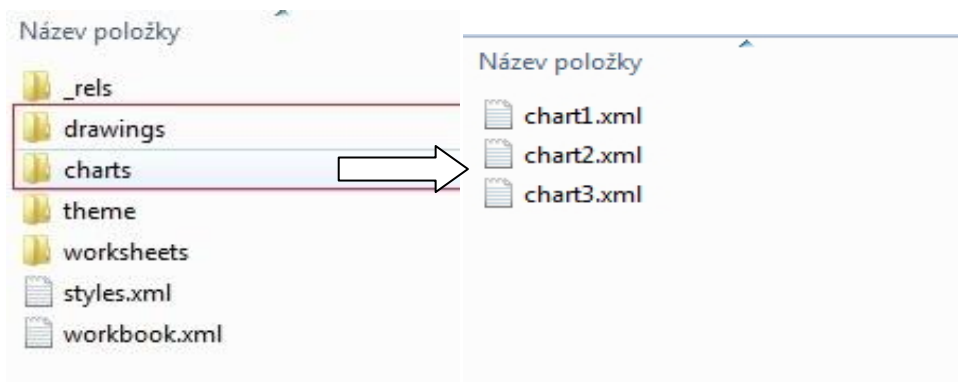 Název položky
_rels
drawings
charts
theme
worksheets
styles.xml
workbook.xml
Název položky
chart1.xml
chart2.xml
chart3.xml